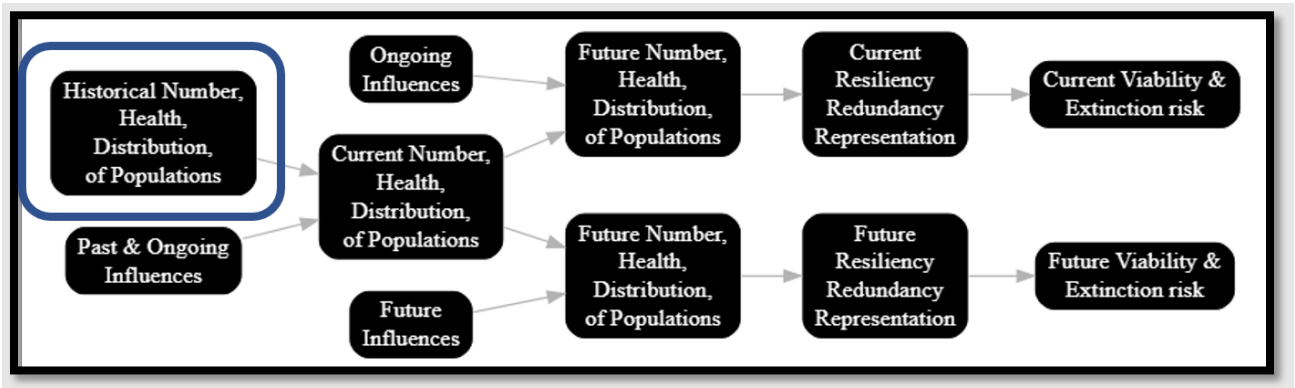 Historical Number,
Health,
Distribution,
of Populations
Past & Ongoing
Influences
Ongoing
Influences
Current Number,
Health,
Distribution,
of Populations
Future
Influences
Future Number,
Health,
Distribution,
of Populations
Current
Resiliency
Redundancy
Representation
Current Viability &
Extinction risk
Future Number,
Health,
Distribution,
of Populations
Future
Resiliency
Redundancy
Representation
Future Viability &
Extinction risk